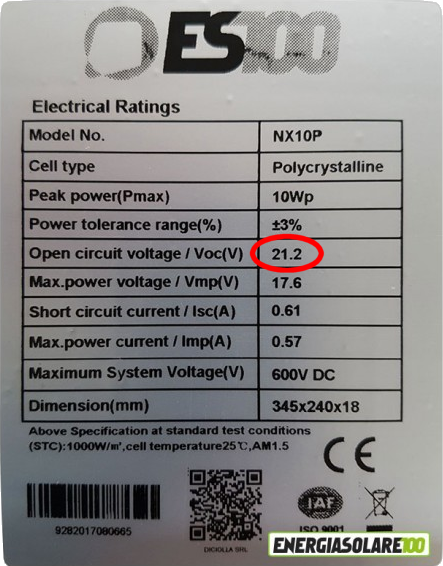 ES100
Electrical Ratings
Model No. NX10P
Cell type Polycrystalline
Peak power(Pmax) 10Wp
Power tolerance range(%) ±3%
Open circuit voltage / Voc(V) 21.2
Max.power voltage / Vmp(V) 17.6
Short circuit current / Isc(A) 0.61
Max.power current / Imp(A) 0.57
Maximum System Voltage(V) 600V DC
Dimension(mm) 345x240x18
Above Specification at standard test conditions
(STC):1000W/㎡,cell temperature25℃,AM1.5
CE
IAF
9282017080665
DICIOLLA SRL
ISO 9001
ENERGIASOLARE100